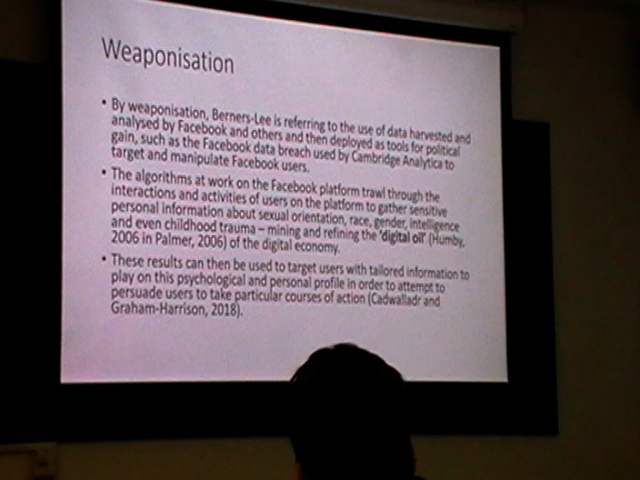 Weaponisation
• By weaponisation, Berners-Lee is referring to the use of data harvested and
analysed by Facebook and others and then deployed as tools for political
gain, such as the Facebook data breach used by Cambridge Analytica to
target and manipulate Facebook users.
• The algorithms at work on the Facebook platform trawl through the
interactions and activities of users on the platform to gather sensitive
personal information about sexual orientation, race, gender, intelligence
and even childhood trauma – mining and refining the 'digital oil' (Humby,
2006 in Palmer, 2006) of the digital economy.
• These results can then be used to target users with tailored information to
play on this psychological and personal profile in order to attempt to
persuade users to take particular courses of action (Cadwalladr and
Graham-Harrison, 2018).